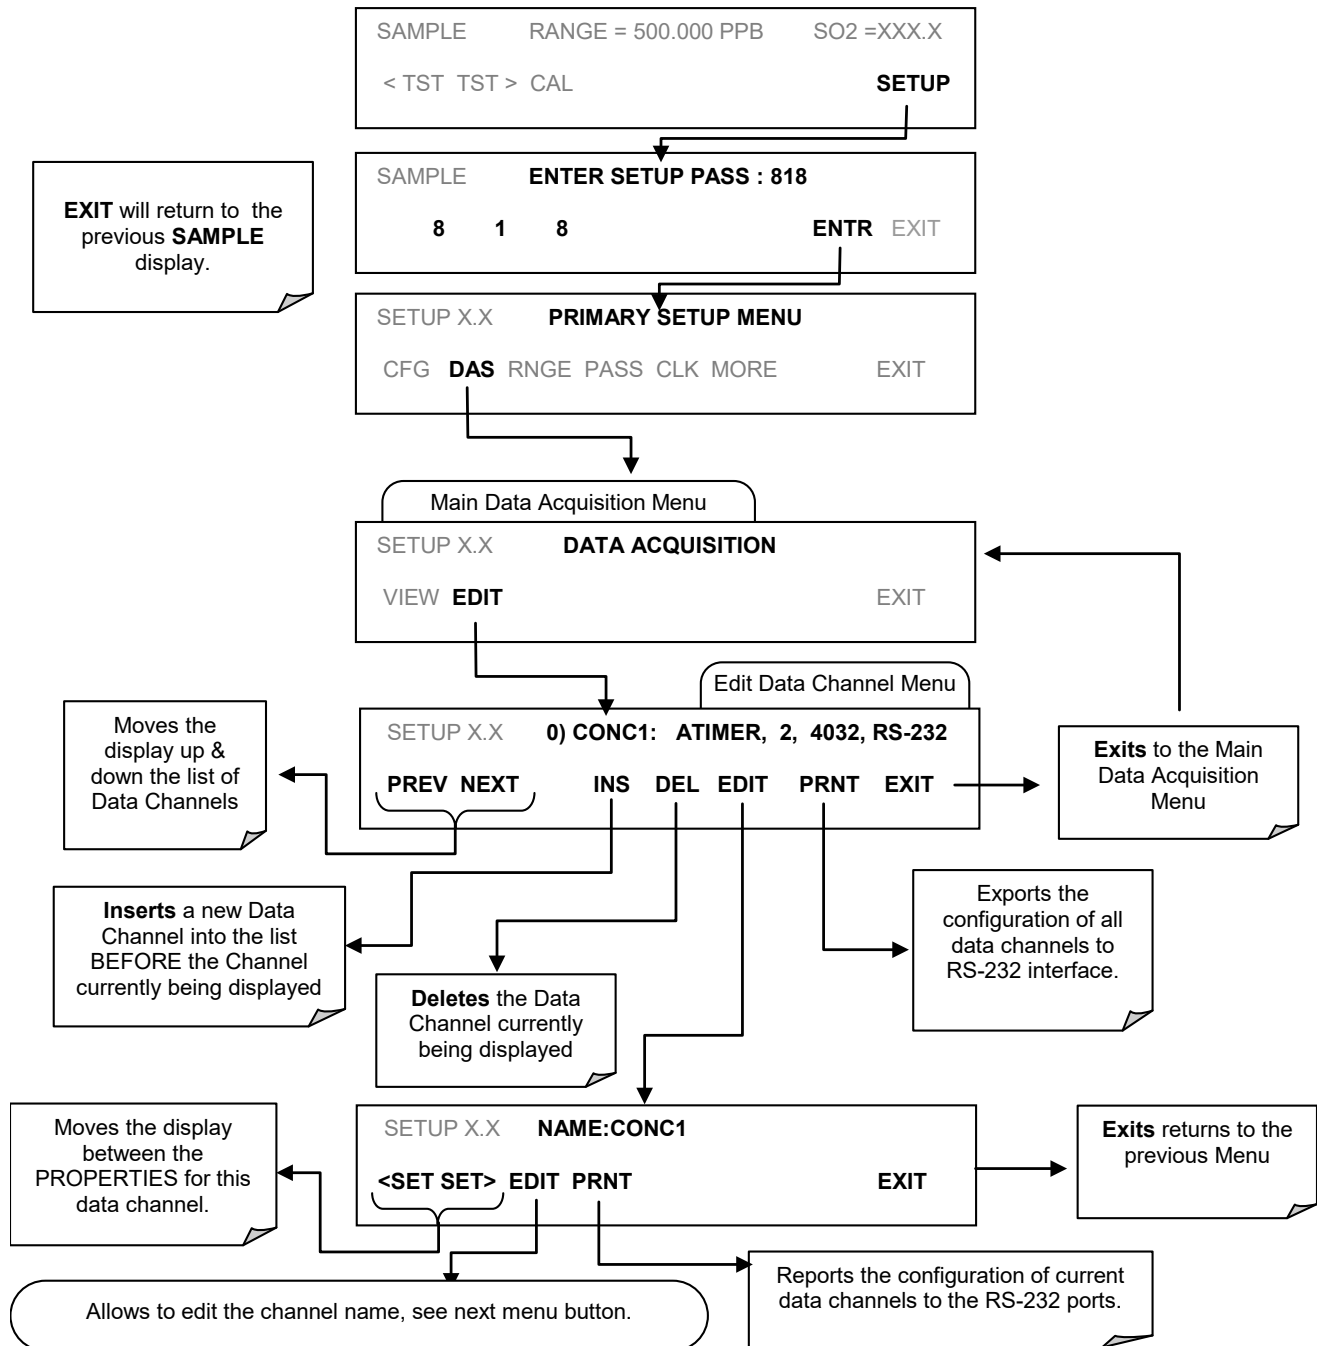 SAMPLE RANGE = 500.000 PPB SO2 =XXX.X
< TST TST > CAL SETUP
SAMPLE ENTER SETUP PASS : 818
8 1 8 ENTR EXIT
EXIT will return to the
previous SAMPLE
display.
SETUP X.X PRIMARY SETUP MENU
CFG DAS RNGE PASS CLK MORE EXIT
Main Data Acquisition Menu
SETUP X.X DATA ACQUISITION
VIEW EDIT EXIT
Edit Data Channel Menu
SETUP X.X 0) CONC1: ATIMER, 2, 4032, RS-232
PREV NEXT INS DEL EDIT PRNT EXIT
Moves the
display up &
down the list of
Data Channels
Exits to the Main
Data Acquisition
Menu
Inserts a new Data
Channel into the list
BEFORE the Channel
currently being displayed
Deletes the Data
Channel currently
being displayed
Exports the
configuration of all
data channels to
RS-232 interface.
SETUP X.X NAME:CONC1
<SET SET> EDIT PRNT EXIT
Moves the display
between the
PROPERTIES for this
data channel.
Exits returns to the
previous Menu
Allows to edit the channel name, see next menu button.
Reports the configuration of current
data channels to the RS-232 ports.